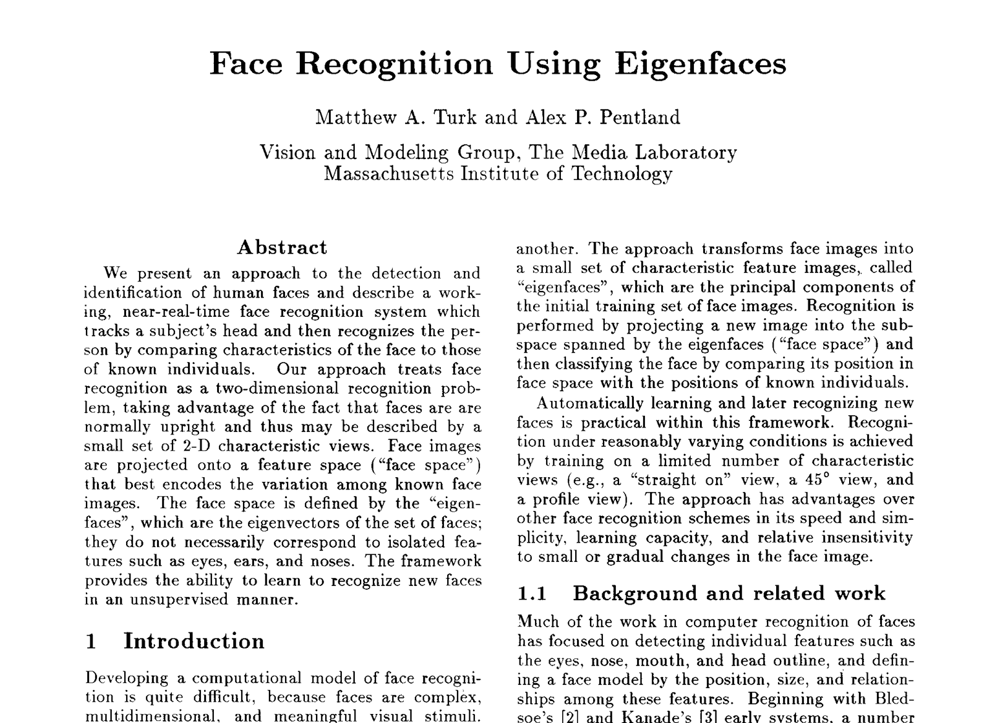 Face Recognition Using Eigenfaces
Matthew A. Turk and Alex P. Pentland
Vision and Modeling Group, The Media Laboratory
Massachusetts Institute of Technology
Abstract
We present an approach to the detection and
identification of human faces and describe a work-
ing, near-real-time face recognition system which
tracks a subject's head and then recognizes the per-
son by comparing characteristics of the face to those
of known individuals. Our approach treats face
recognition as a two-dimensional recognition prob-
lem, taking advantage of the fact that faces are are
normally upright and thus may be described by a
small set of 2-D characteristic views. Face images
are projected onto a feature space (“face space”)
that best encodes the variation among known face
images. The face space is defined by the “eigen-
faces”, which are the eigenvectors of the set of faces;
they do not necessarily correspond to isolated fea-
tures such as eyes, ears, and noses. The framework
provides the ability to learn to recognize new faces
in an unsupervised manner.
1 Introduction
Developing a computational model of face recogni-
tion is quite difficult, because faces are complex,
multidimensional, and meaningful visual stimuli.
another. The approach transforms face images into
a small set of characteristic feature images, called
“eigenfaces”, which are the principal components of
the initial training set of face images. Recognition is
performed by projecting a new image into the sub-
space spanned by the eigenfaces (“face space”) and
then classifying the face by comparing its position in
face space with the positions of known individuals.
Automatically learning and later recognizing new
faces is practical within this framework. Recogni-
tion under reasonably varying conditions is achieved
by training on a limited number of characteristic
views (e.g., a “straight on” view, a 45° view, and
a profile view). The approach has advantages over
other face recognition schemes in its speed and sim-
plicity, learning capacity, and relative insensitivity
to small or gradual changes in the face image.
1.1 Background and related work
Much of the work in computer recognition of faces
has focused on detecting individual features such as
the eyes, nose, mouth, and head outline, and defin-
ing a face model by the position, size, and relation-
ships among these features. Beginning with Bled-
soe's [2] and Kanade's [3] early systems, a number